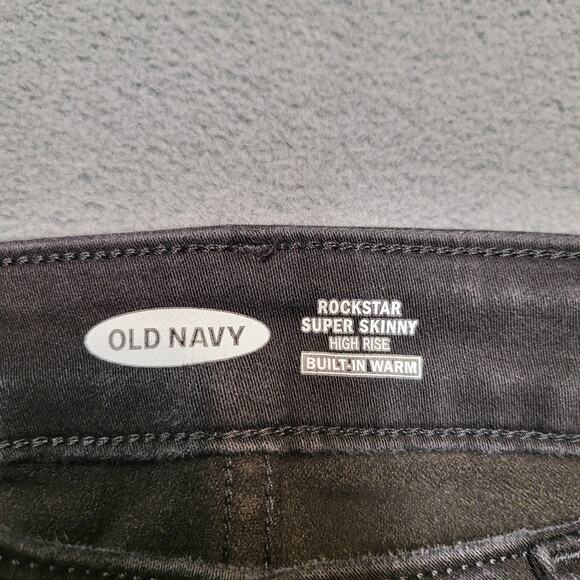 OLD NAVY
ROCKSTAR
SUPER SKINNY
HIGH RISE
BUILT-IN WARM